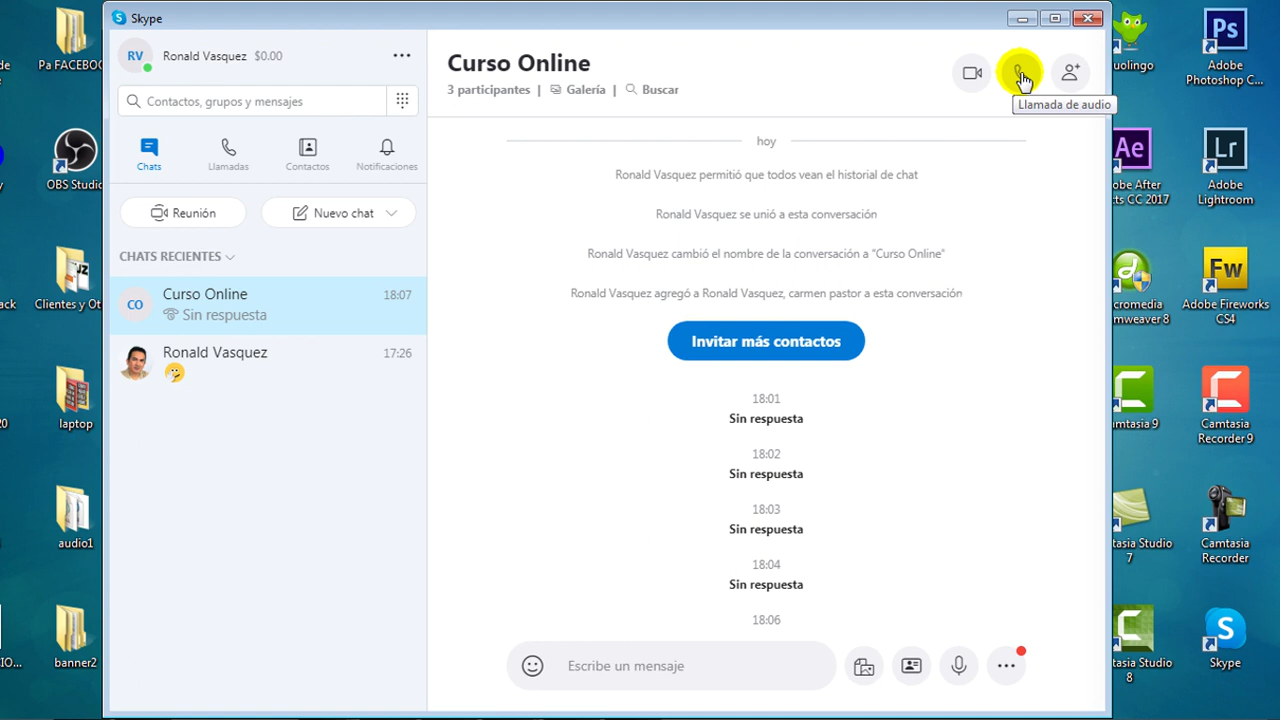 Skype
RV
Ronald Vasquez $0.00
Contactos, grupos y mensajes
Chats
Llamadas
Contactos
Notificaciones
Reunión
Nuevo chat
CHATS RECIENTES
CO
Curso Online
18:07
Sin respuesta
Ronald Vasquez
17:26
Curso Online
3 participantes | Galería | Buscar
Llamada de audio
hoy
Ronald Vasquez permitió que todos vean el historial de chat
Ronald Vasquez se unió a esta conversación
Ronald Vasquez cambió el nombre de la conversación a "Curso Online"
Ronald Vasquez agregó a Ronald Vasquez, carmen pastor a esta conversación
Invitar más contactos
18:01
Sin respuesta
18:02
Sin respuesta
18:03
Sin respuesta
18:04
Sin respuesta
18:06
Escribe un mensaje
de
Pa FACEBOO
OBS Studio
Clientes y Ot
laptop
audio1
banner2
uolingo
Ps
Adobe
Photoshop C...
Ae
obe After
cts CC 2017
Lr
Adobe
Lightroom
cromedia
mweaver 8
Fw
Adobe Fireworks
CS4
mtasia 9
Camtasia
Recorder 9
tasia Studio
7
Camtasia
Recorder
tasia Studio
8
Skype